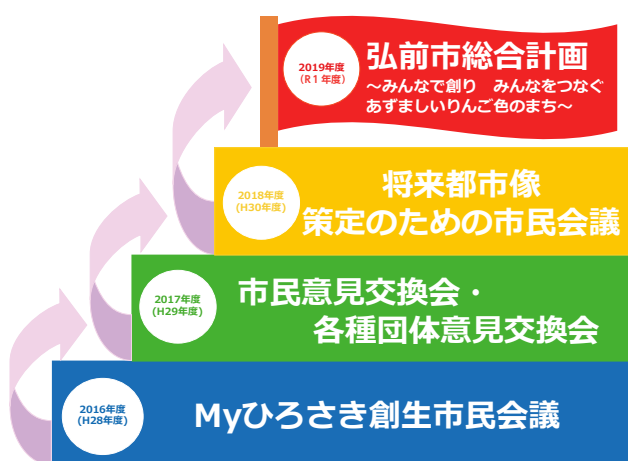 2019年度
(R1年度)
弘前市総合計画
～みんなで創り　みんなをつなぐ
あずましいりんご色のまち～
2018年度
(H30年度)
将来都市像
策定のための市民会議
2017年度
(H29年度)
市民意見交換会・
各種団体意見交換会
2016年度
(H28年度)
Myひろさき創生市民会議